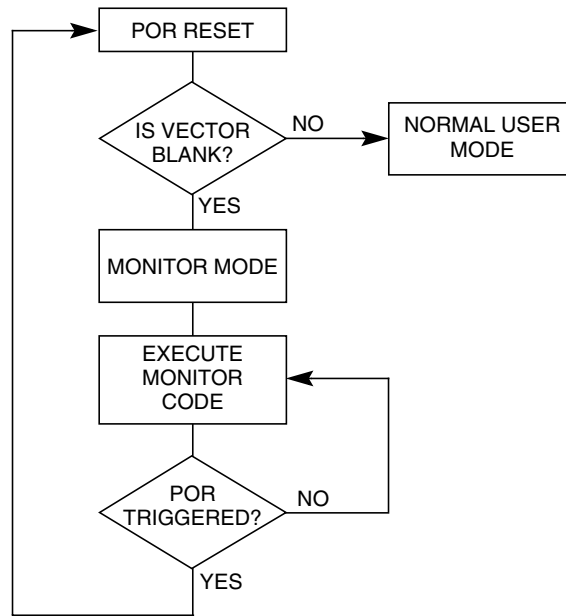 POR RESET
IS VECTOR
BLANK?
NO
NORMAL USER
MODE
YES
MONITOR MODE
EXECUTE
MONITOR
CODE
POR
TRIGGERED?
NO
YES